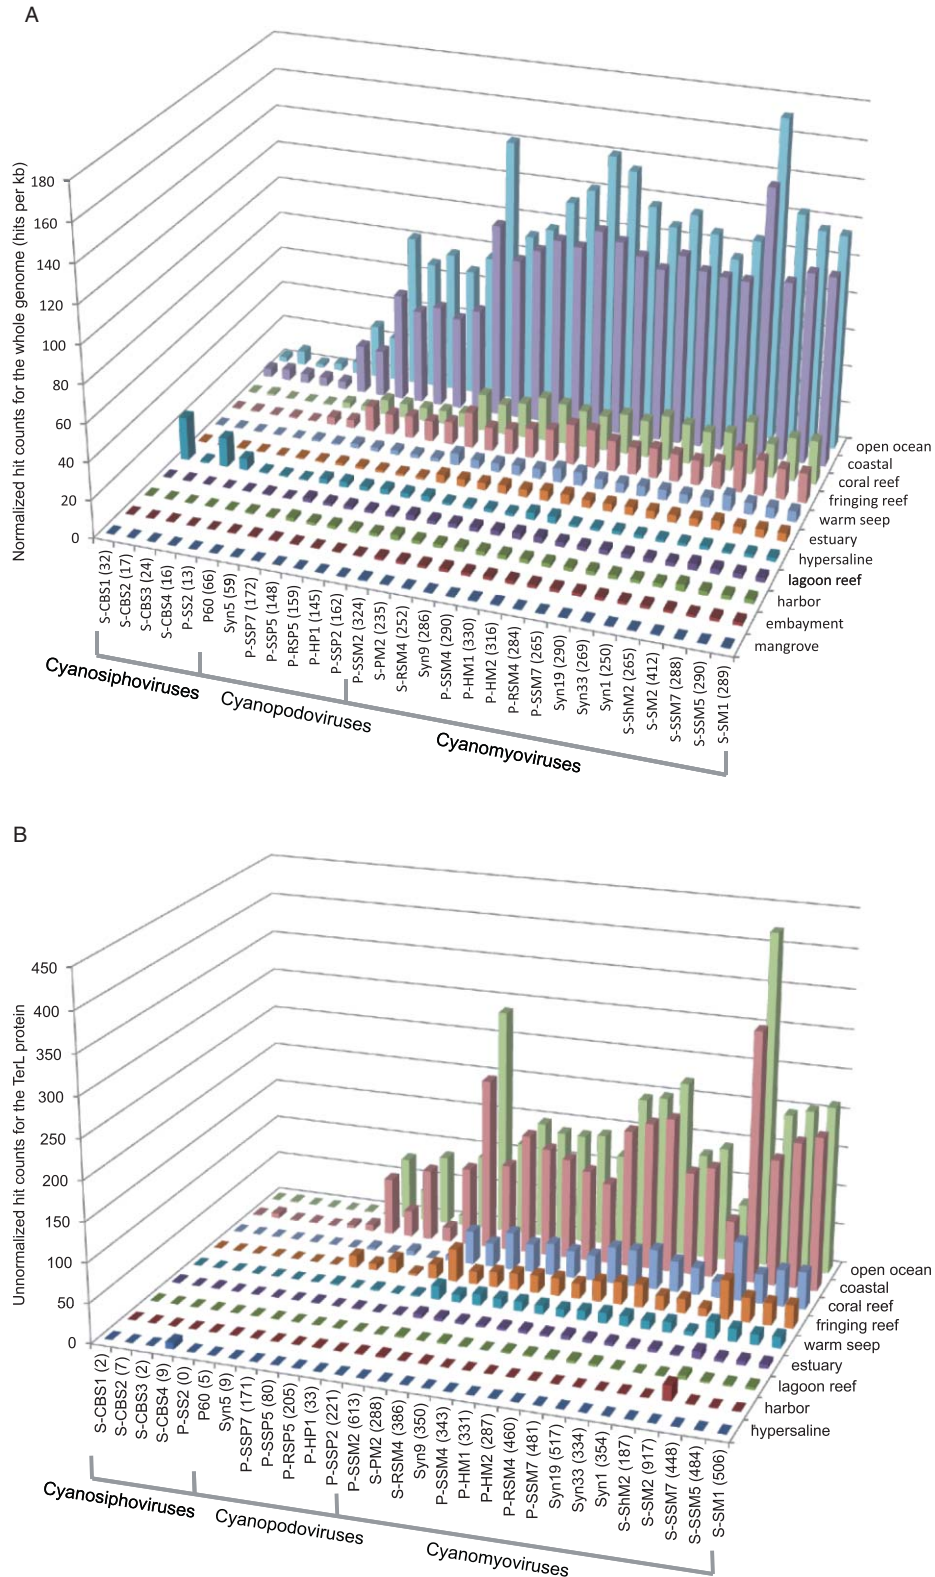 A
Normalized hit counts for the whole genome (hits per kb)
180
160
140
120
100
80
60
40
20
0
S-CBS1 (32)
S-CBS2 (17)
S-CBS3 (24)
S-CBS4 (16)
P-SS2 (13)
P60 (66)
Syn5 (59)
P-SSP7 (172)
P-SSP5 (148)
P-RSP5 (159)
P-HP1 (145)
P-SSP2 (162)
P-SSM2 (324)
S-PM2 (235)
S-RSM4 (252)
Syn9 (286)
P-SSM4 (290)
P-HM1 (330)
P-HM2 (316)
P-RSM4 (284)
P-SSM7 (265)
Syn19 (290)
Syn33 (269)
Syn1 (250)
S-ShM2 (265)
S-SM2 (412)
S-SSM7 (288)
S-SSM5 (290)
S-SM1 (289)
open ocean
coastal
coral reef
fringing reef
warm seep
estuary
hypersaline
lagoon reef
harbor
embayment
mangrove
Cyanosiphoviruses
Cyanopodoviruses
Cyanomyoviruses
B
Unnormalized hit counts for the TerL protein
450
400
350
300
250
200
150
100
50
0
S-CBS1 (2)
S-CBS2 (7)
S-CBS3 (2)
S-CBS4 (9)
P-SS2 (0)
P60 (5)
Syn5 (9)
P-SSP7 (171)
P-SSP5 (80)
P-RSP5 (205)
P-HP1 (33)
P-SSP2 (221)
P-SSM2 (613)
S-PM2 (288)
S-RSM4 (386)
Syn9 (350)
P-SSM4 (343)
P-HM1 (331)
P-HM2 (287)
P-RSM4 (460)
P-SSM7 (481)
Syn19 (517)
Syn33 (334)
Syn1 (354)
S-ShM2 (187)
S-SM2 (917)
S-SSM7 (448)
S-SSM5 (484)
S-SM1 (506)
open ocean
coastal
coral reef
fringing reef
warm seep
estuary
lagoon reef
harbor
hypersaline
Cyanosiphoviruses
Cyanopodoviruses
Cyanomyoviruses